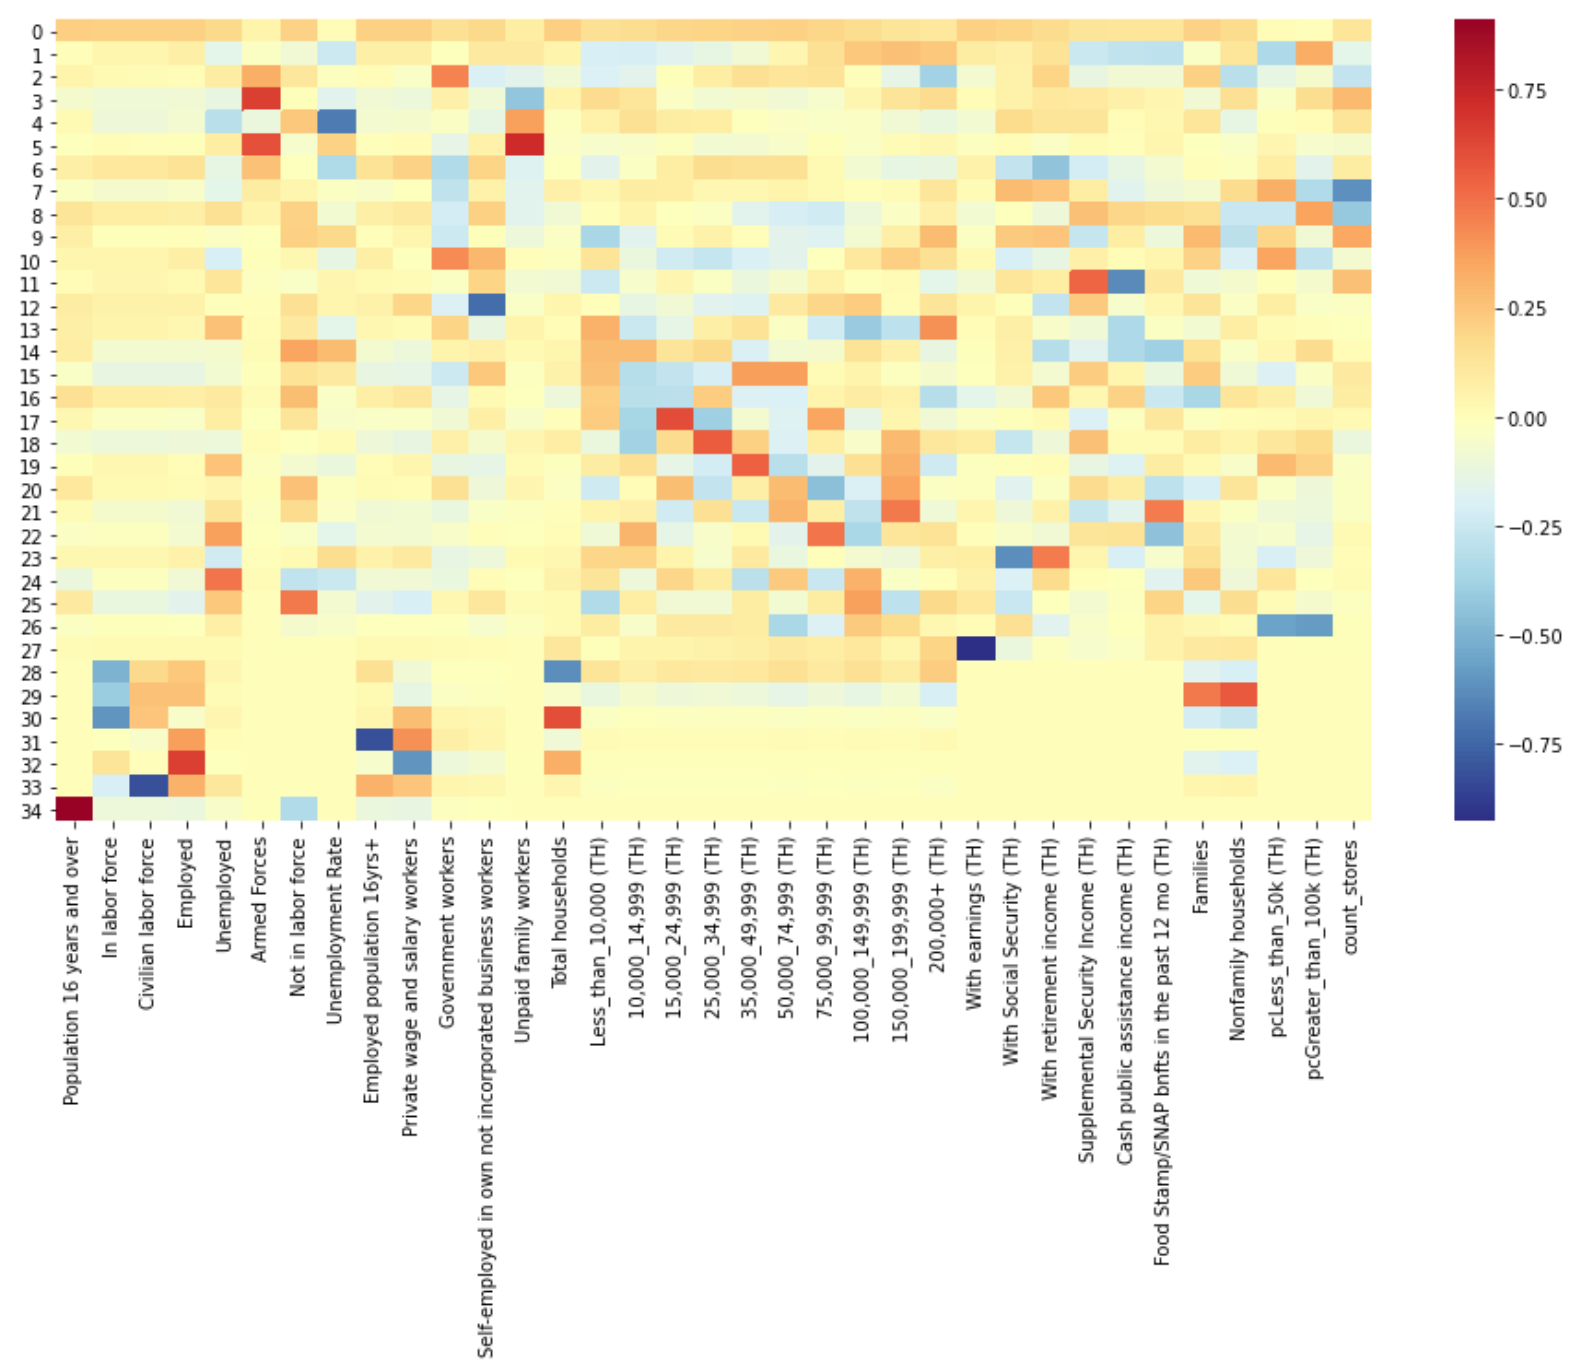 0
1
2
3
4
5
6
7
8
9
10
11
12
13
14
15
16
17
18
19
20
21
22
23
24
25
26
27
28
29
30
31
32
33
34
Population 16 years and over
In labor force
Civilian labor force
Employed
Unemployed
Armed Forces
Not in labor force
Unemployment Rate
Employed population 16yrs+
Private wage and salary workers
Government workers
Self-employed in own not incorporated business workers
Unpaid family workers
Total households
Less_than_10,000 (TH)
10,000_14,999 (TH)
15,000_24,999 (TH)
25,000_34,999 (TH)
35,000_49,999 (TH)
50,000_74,999 (TH)
75,000_99,999 (TH)
100,000_149,999 (TH)
150,000_199,999 (TH)
200,000+ (TH)
With earnings (TH)
With Social Security (TH)
With retirement income (TH)
Supplemental Security Income (TH)
Cash public assistance income (TH)
Food Stamp/SNAP bnfts in the past 12 mo (TH)
Families
Nonfamily households
pcLess_than_50k (TH)
pcGreater_than_100k (TH)
count_stores
0.75
0.50
0.25
0.00
−0.25
−0.50
−0.75